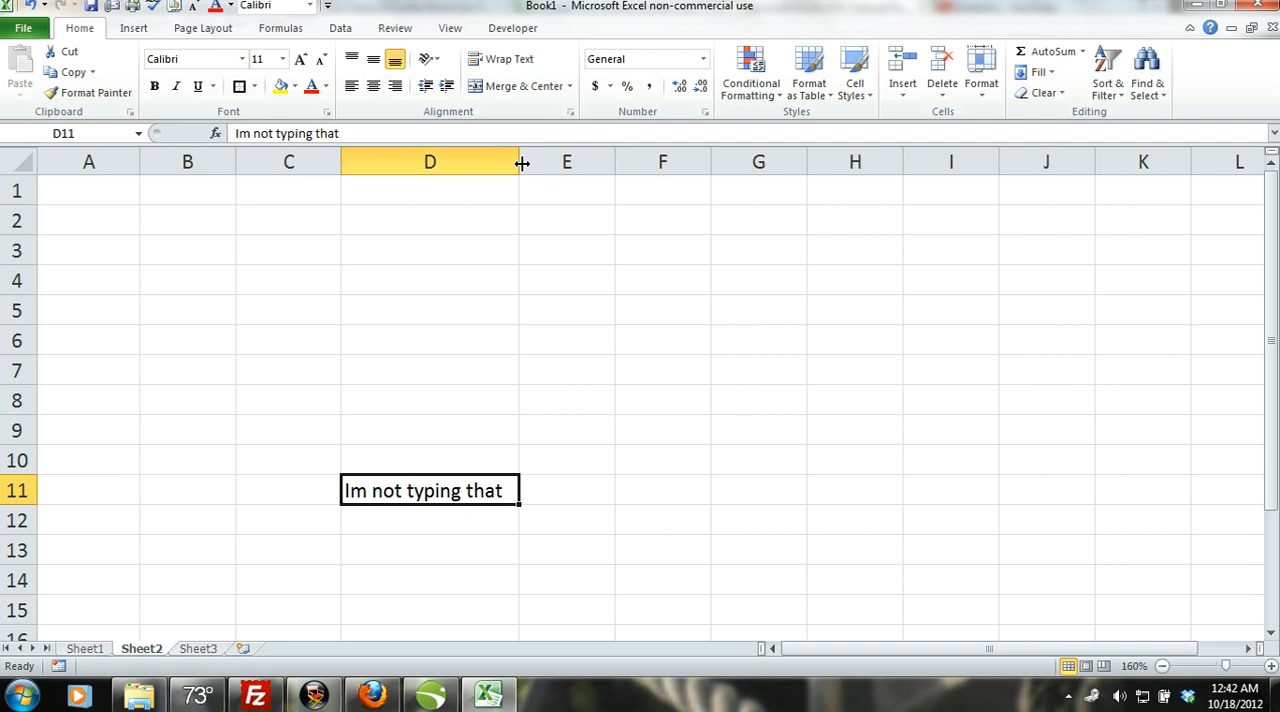 Calibri
Book1 - Microsoft Excel non-commercial use
File Home Insert Page Layout Formulas Data Review View Developer
Paste Cut Copy Format Painter
Calibri 11
B I U A
Wrap Text
Merge & Center
General
$ % ,
Conditional Formatting Format as Table Cell Styles
Insert Delete Format
Σ AutoSum Fill Clear
Sort & Filter Find & Select
Clipboard Font Alignment Number Styles Cells Editing
D11 fx Im not typing that
A B C D E F G H I J K L
1
2
3
4
5
6
7
8
9
10
11 Im not typing that
12
13
14
15
16
Sheet1 Sheet2 Sheet3
Ready 160%
73° 12:42 AM
10/18/2012